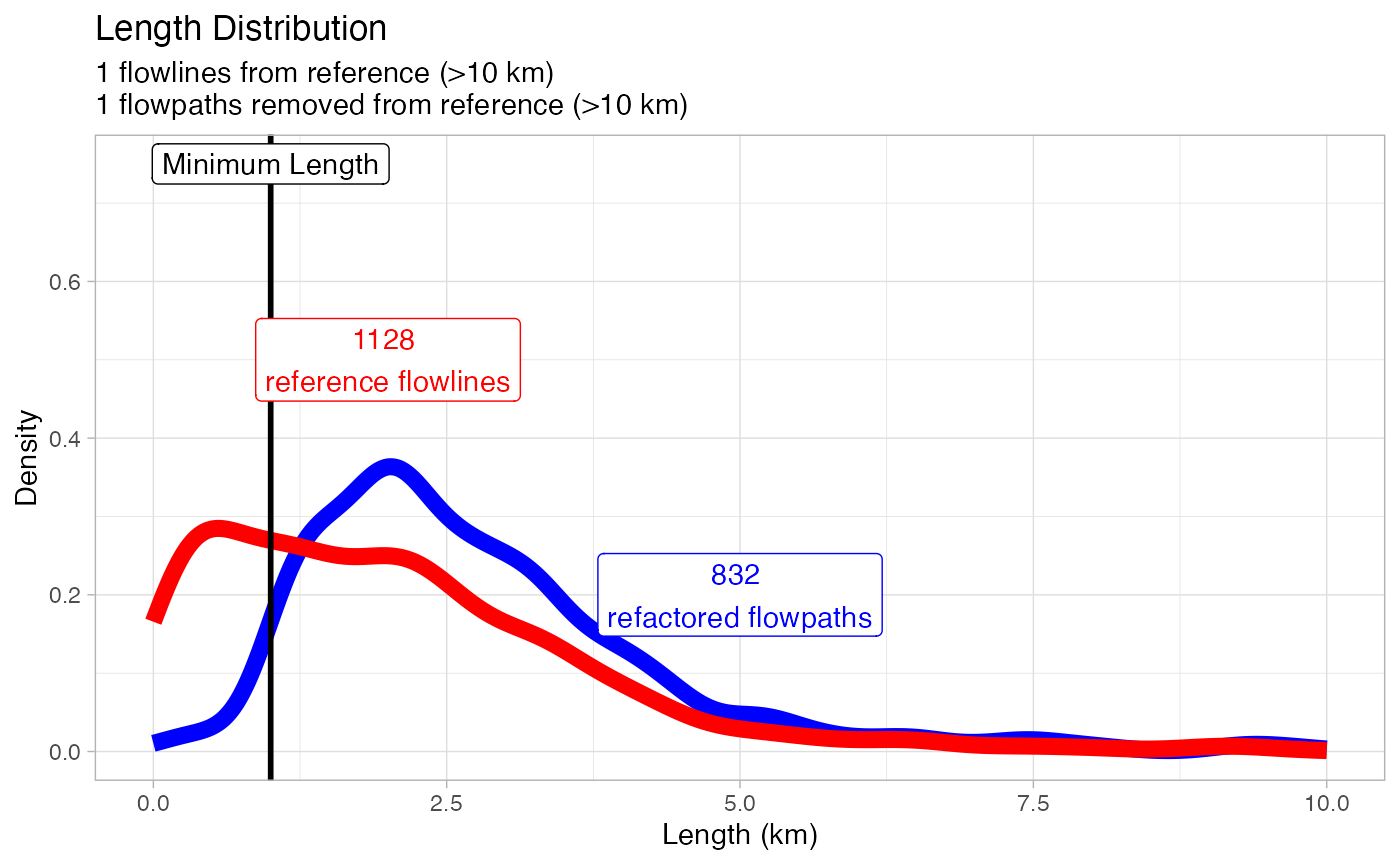 Length Distribution
1 flowlines from reference (>10 km)
1 flowpaths removed from reference (>10 km)
Minimum Length
1128
reference flowlines
832
refactored flowpaths
Density
0.6
0.4
0.2
0.0
0.0 2.5 5.0 7.5 10.0
Length (km)